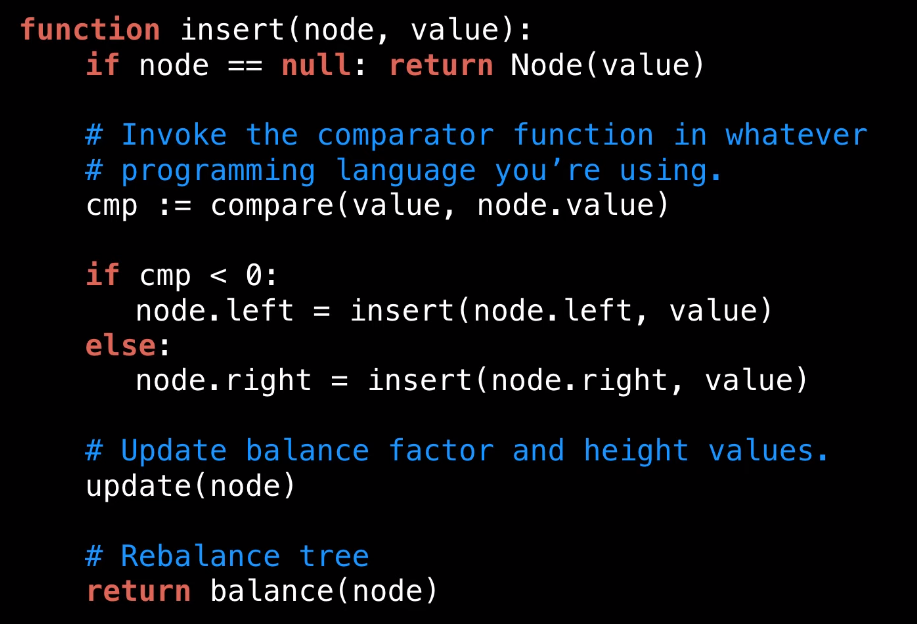 function insert(node, value):
if node == null: return Node(value)
# Invoke the comparator function in whatever
# programming language you’re using.
cmp := compare(value, node.value)
if cmp < 0:
node.left = insert(node.left, value)
else:
node.right = insert(node.right, value)
# Update balance factor and height values.
update(node)
# Rebalance tree
return balance(node)